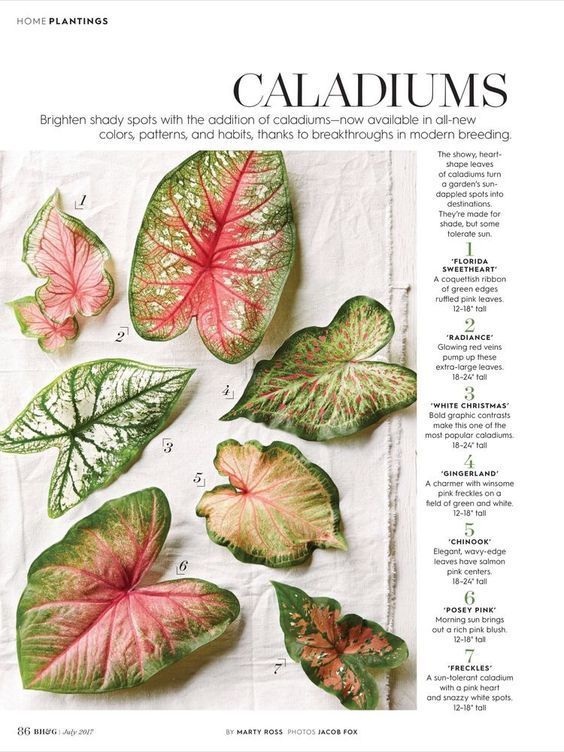 HOME PLANTINGS
CALADIUMS
Brighten shady spots with the addition of caladiums—now available in all-new
colors, patterns, and habits, thanks to breakthroughs in modern breeding.
The showy, heart-
shape leaves
of caladiums turn
a garden's sun-
dappled spots into
destinations.
They're made for
shade, but some
tolerate sun.
1
'FLORIDA
SWEETHEART'
A coquettish ribbon
of green edges
ruffled pink leaves.
12–18" tall
2
'RADIANCE'
Glowing red veins
pump up these
extra-large leaves.
18–24" tall
3
'WHITE CHRISTMAS'
Bold graphic contrasts
make this one of the
most popular caladiums.
18–24" tall
4
'GINGERLAND'
A charmer with winsome
pink freckles on a
field of green and white.
12–18" tall
5
'CHINOOK'
Elegant, wavy-edge
leaves have salmon
pink centers.
18–24" tall
6
'POSEY PINK'
Morning sun brings
out a rich pink blush.
12–18" tall
7
'FRECKLES'
A sun-tolerant caladium
with a pink heart
and snazzy white spots.
12–18" tall
1
2
4
3
5
6
7
86 BH&G | July 2017
BY MARTY ROSS PHOTOS JACOB FOX